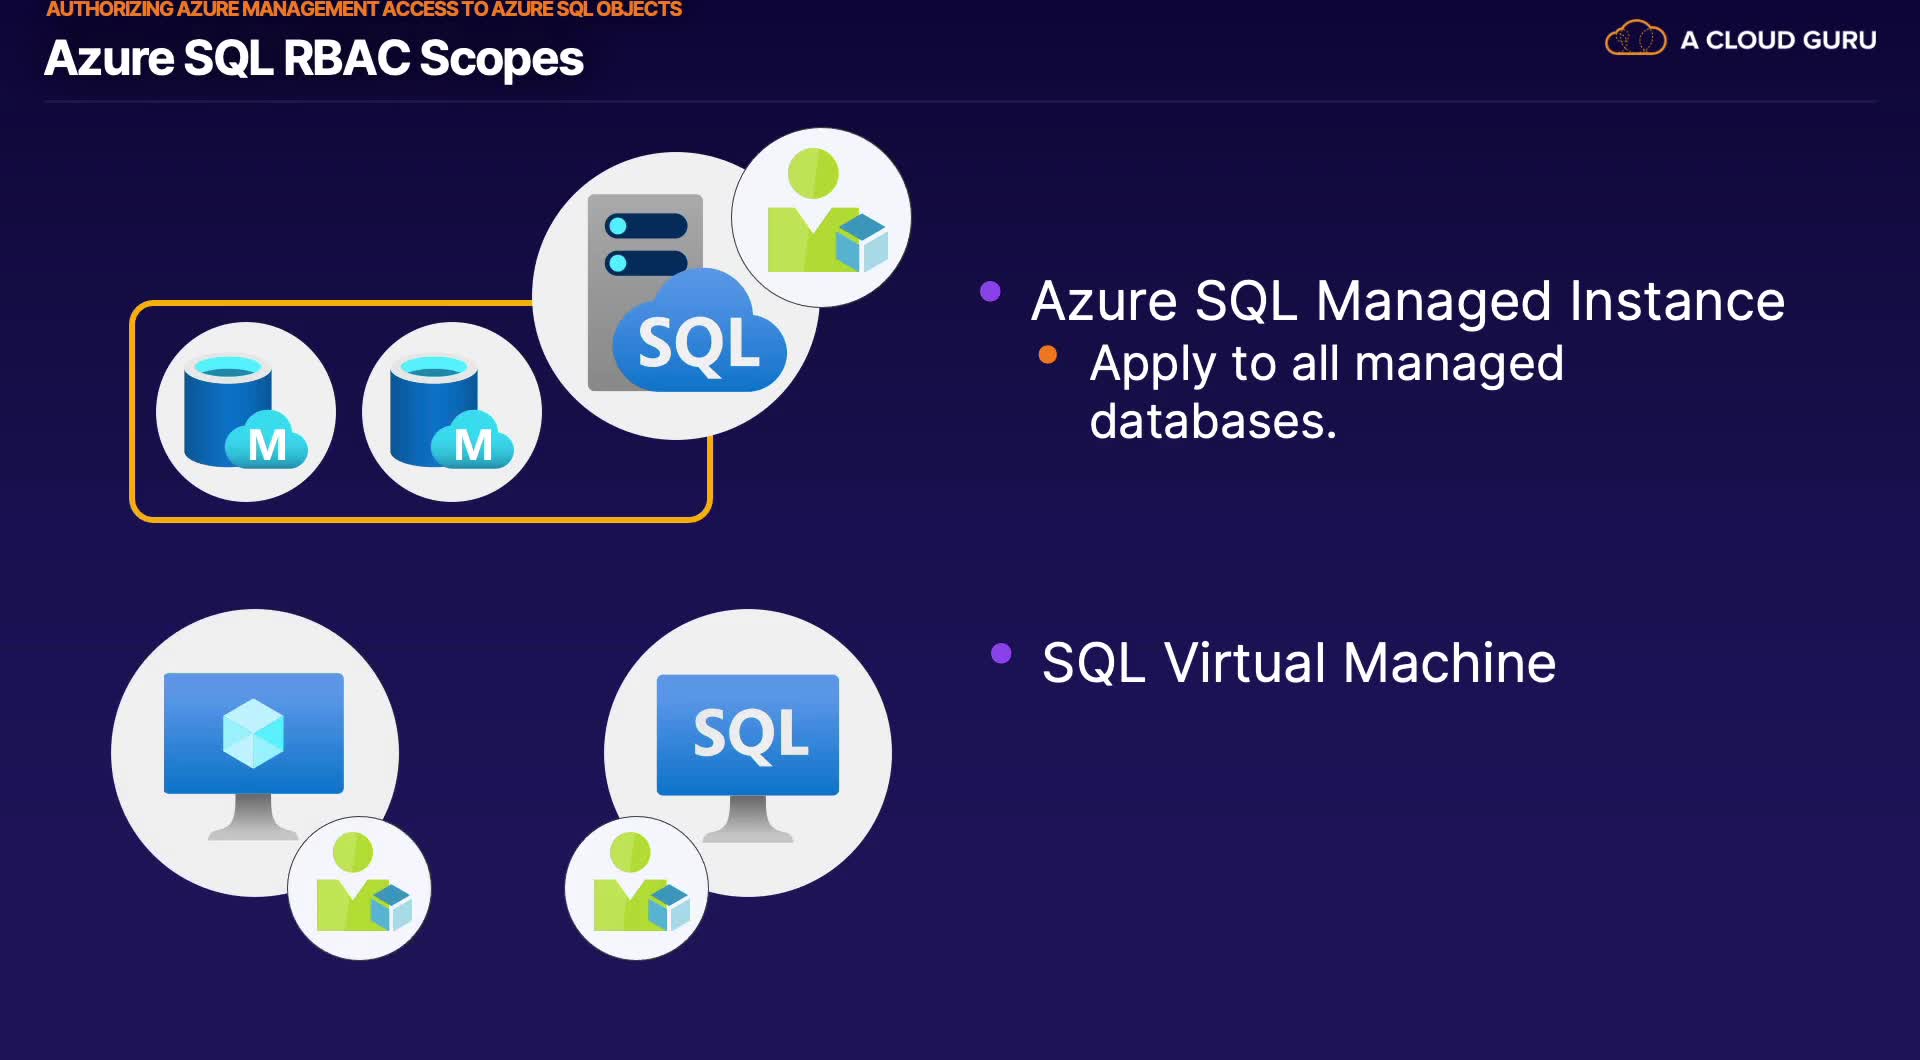 AUTHORIZING AZURE MANAGEMENT ACCESS TO AZURE SQL OBJECTS
Azure SQL RBAC Scopes
A CLOUD GURU
SQL
M
M
Azure SQL Managed Instance
Apply to all managed
databases.
SQL
SQL Virtual Machine